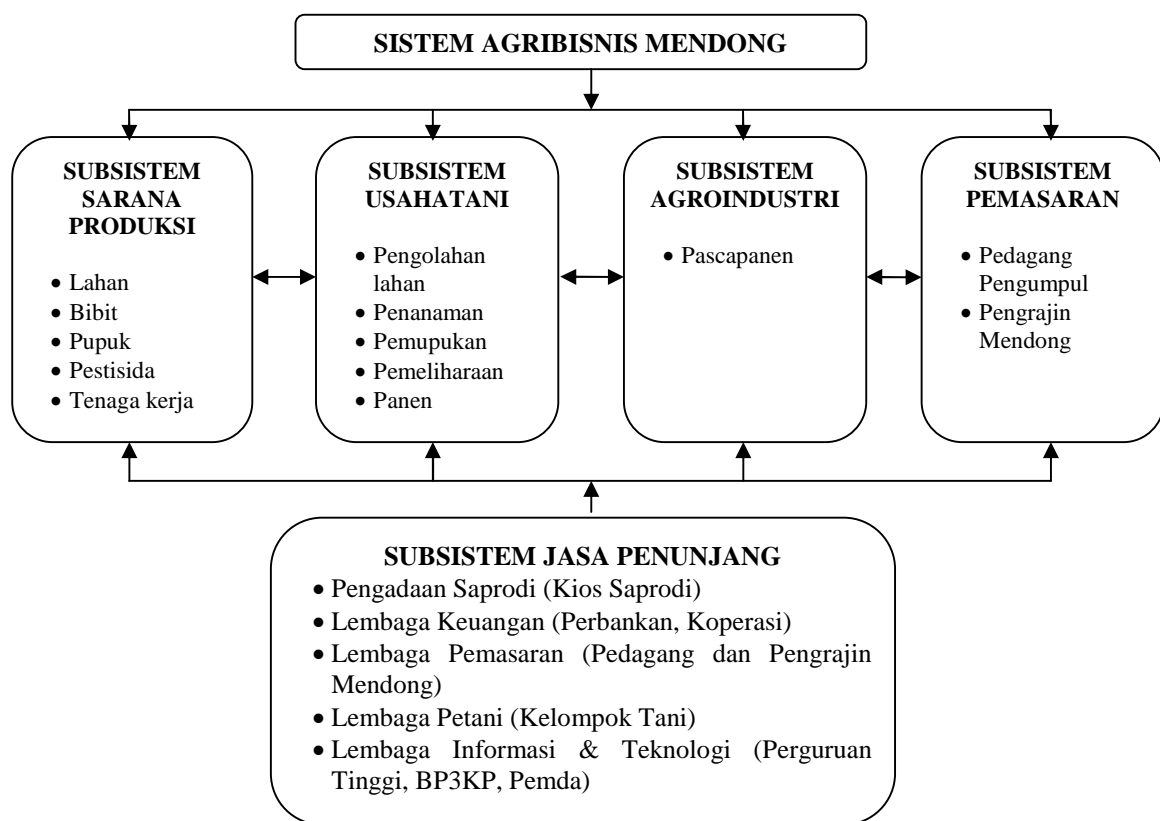 SISTEM AGRIBISNIS MENDONG
SUBSISTEM
SARANA
PRODUKSI
• Lahan
• Bibit
• Pupuk
• Pestisida
• Tenaga kerja
SUBSISTEM
USAHATANI
• Pengolahan
lahan
• Penanaman
• Pemupukan
• Pemeliharaan
• Panen
SUBSISTEM
AGROINDUSTRI
• Pascapanen
SUBSISTEM
PEMASARAN
• Pedagang
Pengumpul
• Pengrajin
Mendong
SUBSISTEM JASA PENUNJANG
• Pengadaan Saprodi (Kios Saprodi)
• Lembaga Keuangan (Perbankan, Koperasi)
• Lembaga Pemasaran (Pedagang dan Pengrajin
Mendong)
• Lembaga Petani (Kelompok Tani)
• Lembaga Informasi & Teknologi (Perguruan
Tinggi, BP3KP, Pemda)